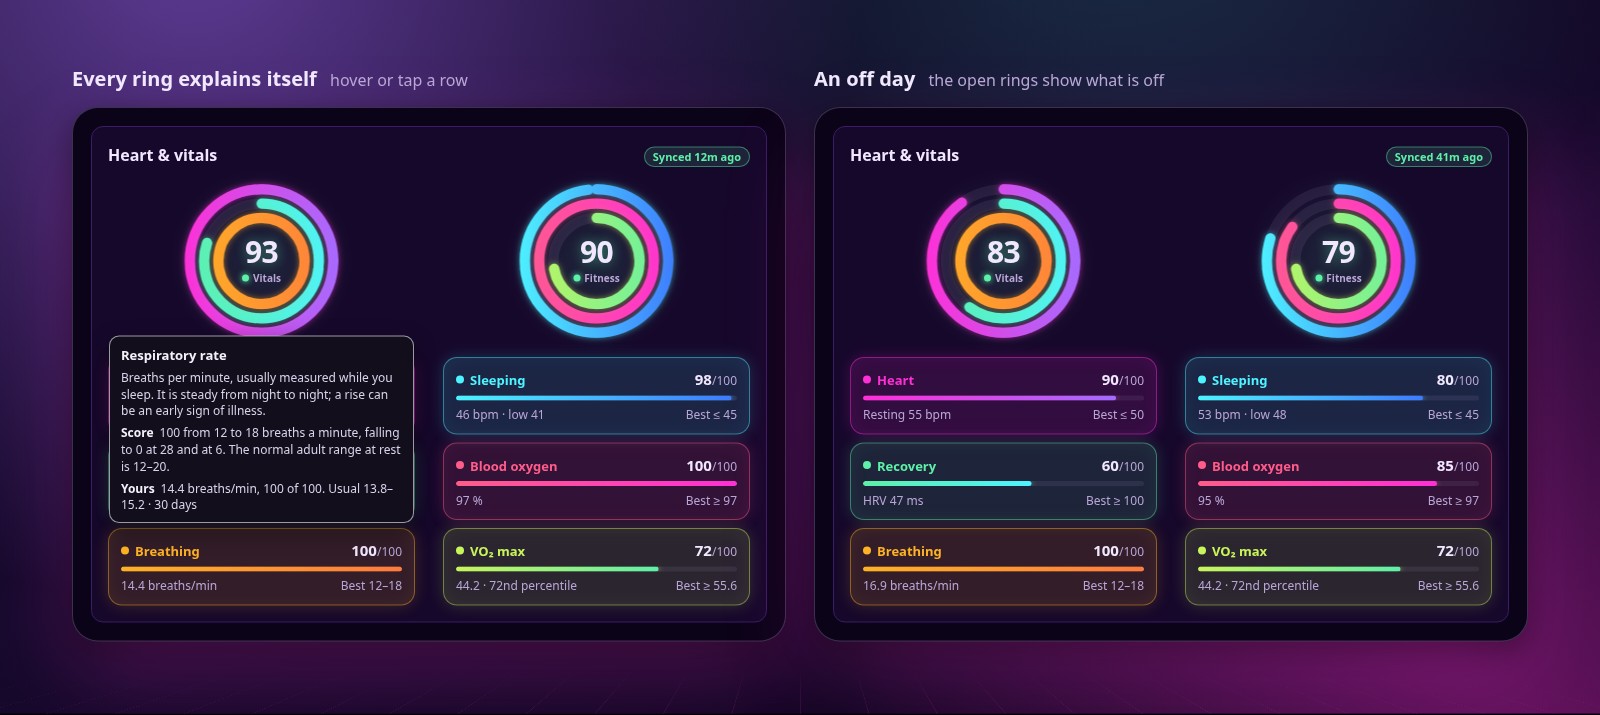 Every ring explains itself hover or tap a row
Heart & vitals
Synced 12m ago
93
Vitals
90
Fitness
Respiratory rate
Breaths per minute, usually measured while you
sleep. It is steady from night to night; a rise can
be an early sign of illness.
Score 100 from 12 to 18 breaths a minute, falling
to 0 at 28 and at 6. The normal adult range at rest
is 12–20.
Yours 14.4 breaths/min, 100 of 100. Usual 13.8–
15.2 · 30 days
Breathing 100/100
14.4 breaths/min Best 12–18
Sleeping 98/100
46 bpm · low 41 Best ≤ 45
Blood oxygen 100/100
97 % Best ≥ 97
VO₂ max 72/100
44.2 · 72nd percentile Best ≥ 55.6
An off day the open rings show what is off
Heart & vitals
Synced 41m ago
83
Vitals
79
Fitness
Heart 90/100
Resting 55 bpm Best ≤ 50
Recovery 60/100
HRV 47 ms Best ≥ 100
Breathing 100/100
16.9 breaths/min Best 12–18
Sleeping 80/100
53 bpm · low 48 Best ≤ 45
Blood oxygen 85/100
95 % Best ≥ 97
VO₂ max 72/100
44.2 · 72nd percentile Best ≥ 55.6